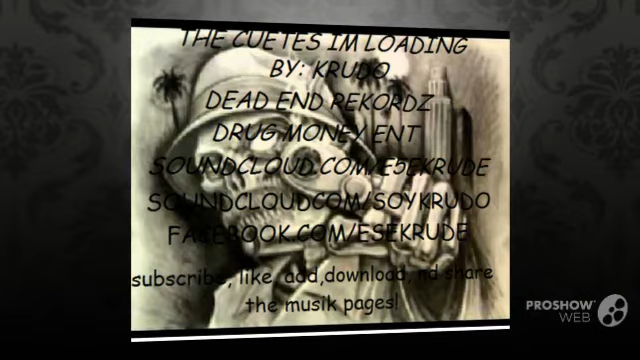 THE CUETES IM LOADING
BY: KRUDO
DEAD END REKORDZ
DRUG MONEY ENT
SOUNDCLOUD.COM/E5EKRUDE
SOUNDCLOUDCOM/SOYKRUDO
FACEBOOK.COM/ESEKRUDE
subscribe, like, add,download, nd share
the musik pages!
PROSHOW
WEB